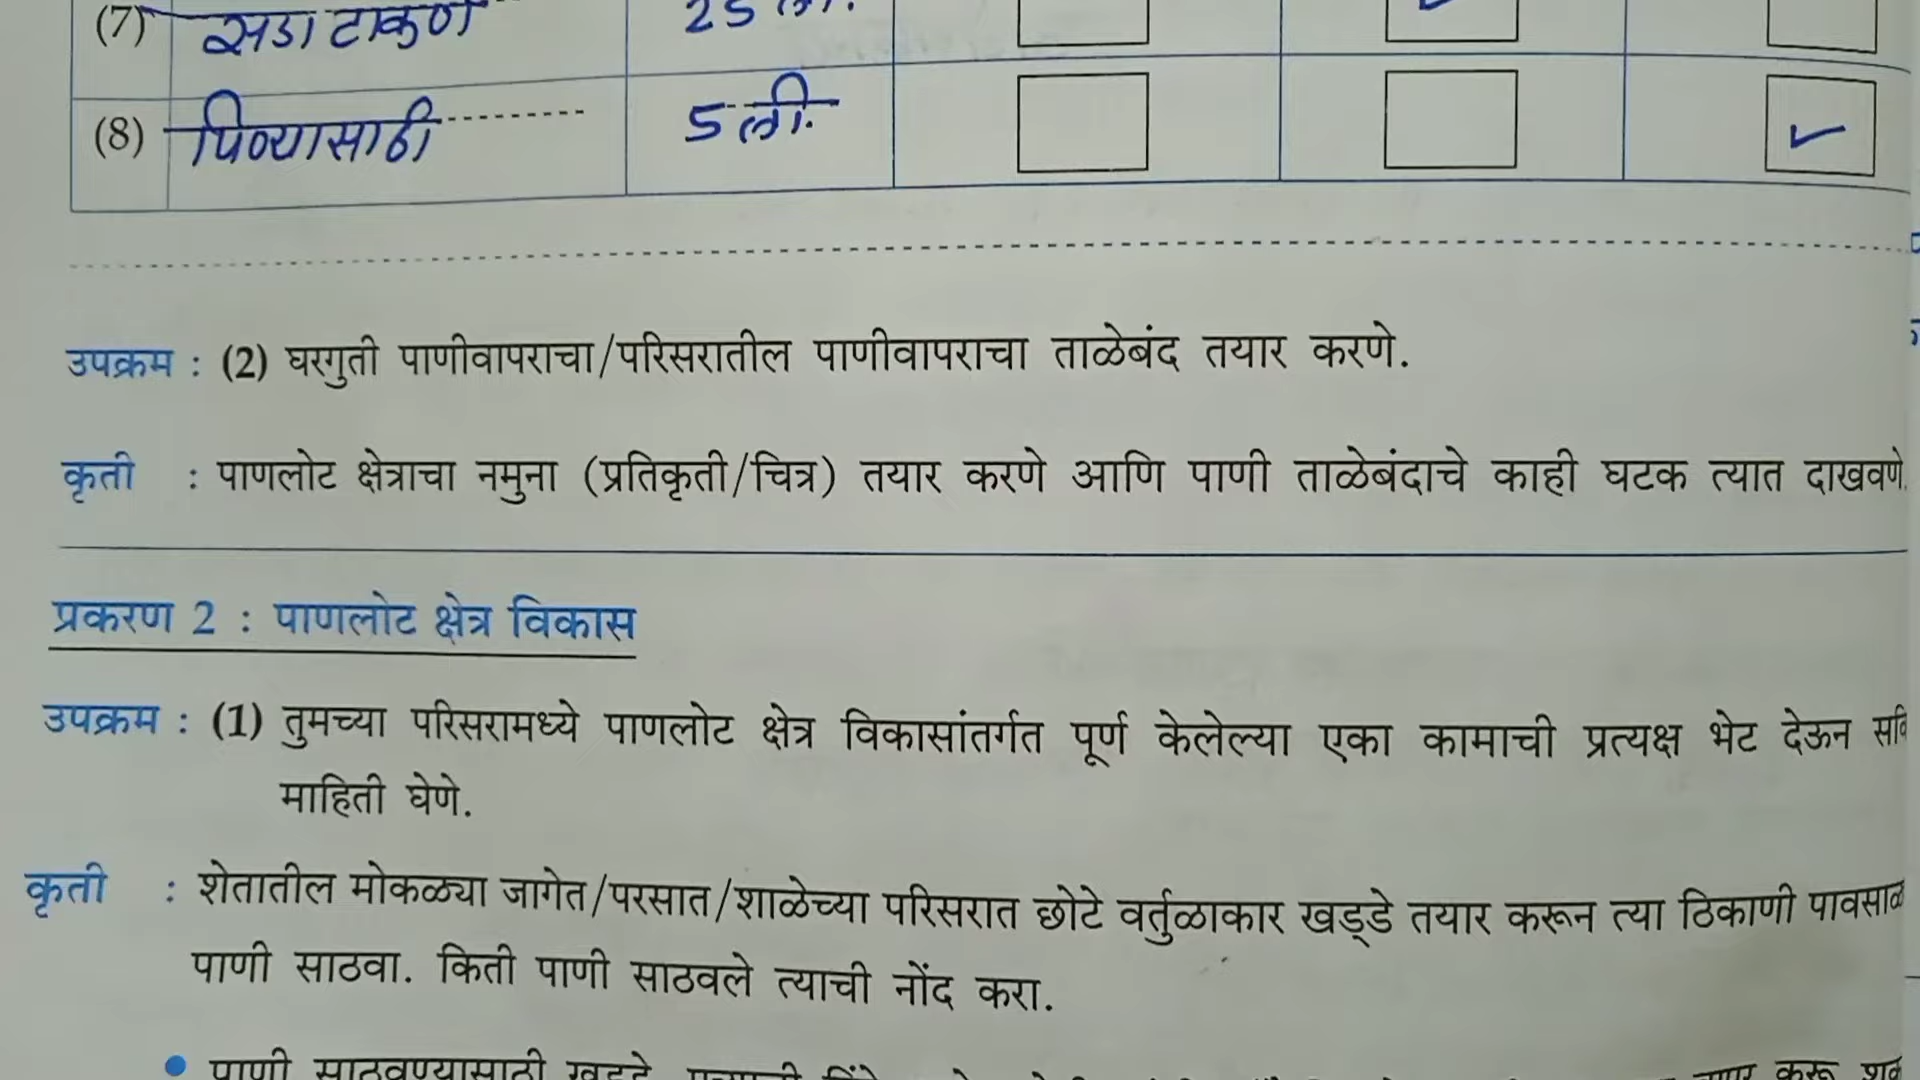 (7) सडा टाकणे 25 ली.
(8) पिण्यासाठी 5 ली.
उपक्रम : (2) घरगुती पाणीवापराचा/परिसरातील पाणीवापराचा ताळेबंद तयार करणे.
कृती : पाणलोट क्षेत्राचा नमुना (प्रतिकृती/चित्र) तयार करणे आणि पाणी ताळेबंदाचे काही घटक त्यात दाखवणे.
प्रकरण 2 : पाणलोट क्षेत्र विकास
उपक्रम : (1) तुमच्या परिसरामध्ये पाणलोट क्षेत्र विकासांतर्गत पूर्ण केलेल्या एका कामाची प्रत्यक्ष भेट देऊन
माहिती घेणे.
कृती : शेतातील मोकळ्या जागेत/परसात/शाळेच्या परिसरात छोटे वर्तुळाकार खड्डे तयार करून त्या ठिकाणी
पाणी साठवा. किती पाणी साठवले त्याची नोंद करा.
• पाणी साठवण्यासाठी खड्डे